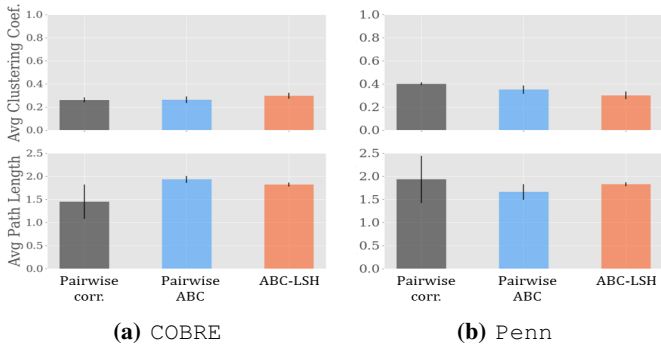 Avg Clustering Coef.
1.0
0.8
0.6
0.4
0.2
0.0
1.0
0.8
0.6
0.4
0.2
0.0
Avg Path Length
2.5
2.0
1.5
1.0
0.5
0.0
Pairwise
corr.
Pairwise
ABC
ABC-LSH
2.5
2.0
1.5
1.0
0.5
0.0
Pairwise
corr.
Pairwise
ABC
ABC-LSH
(a) COBRE
(b) Penn